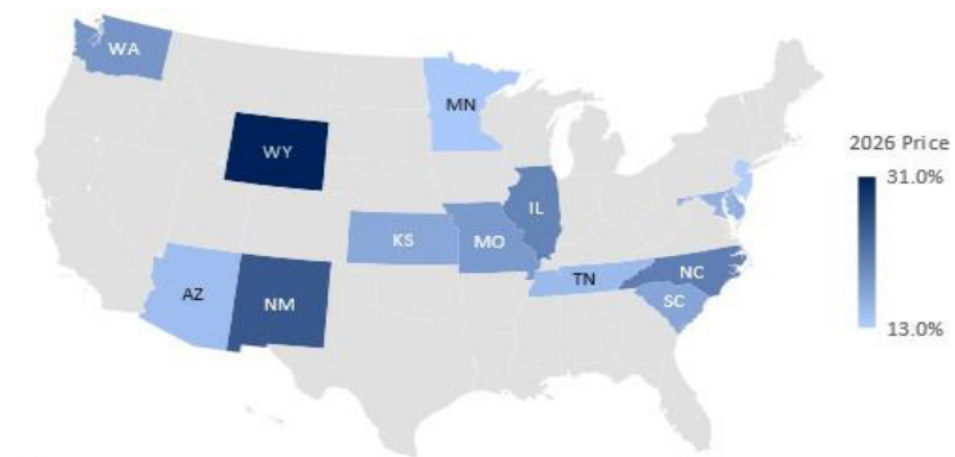 WA
MN
WY
2026 Price
31.0%
IL
KS
MO
TN
NC
AZ
NM
SC
13.0%